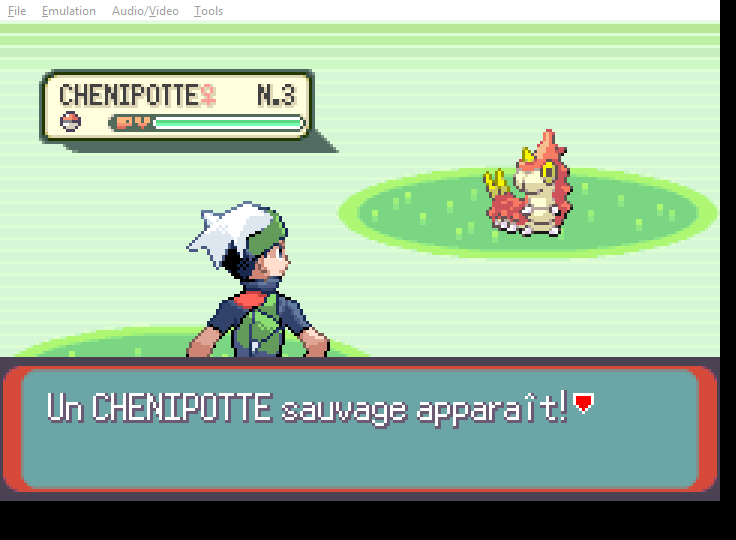 File Emulation Audio/Video Tools
CHENIPOTTE♀ N.3
PV
Un CHENIPOTTE sauvage apparaît!